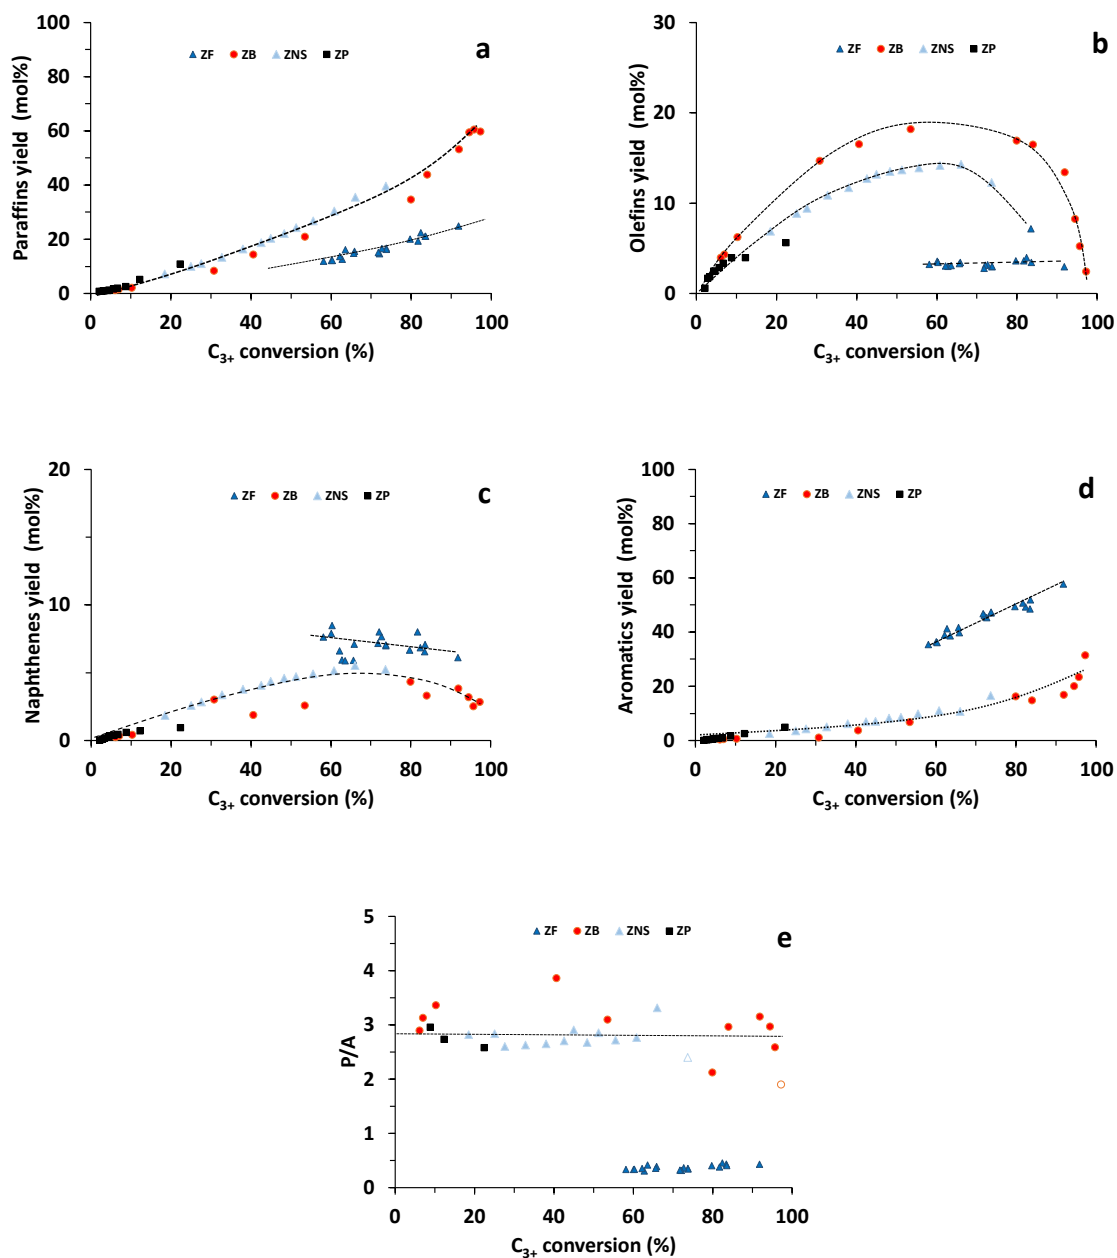 a
ZF ZB ZNS ZP
Paraffins yield (mol%)
100
80
60
40
20
0
0 20 40 60 80 100
C3+ conversion (%)
b
ZF ZB ZNS ZP
Olefins yield (mol%)
30
20
10
0
0 20 40 60 80 100
C3+ conversion (%)
c
ZF ZB ZNS ZP
Naphthenes yield (mol%)
20
10
0
0 20 40 60 80 100
C3+ conversion (%)
d
ZF ZB ZNS ZP
Aromatics yield (mol%)
100
80
60
40
20
0
0 20 40 60 80 100
C3+ conversion (%)
e
ZF ZB ZNS ZP
P/A
5
4
3
2
1
0
0 20 40 60 80 100
C3+ conversion (%)